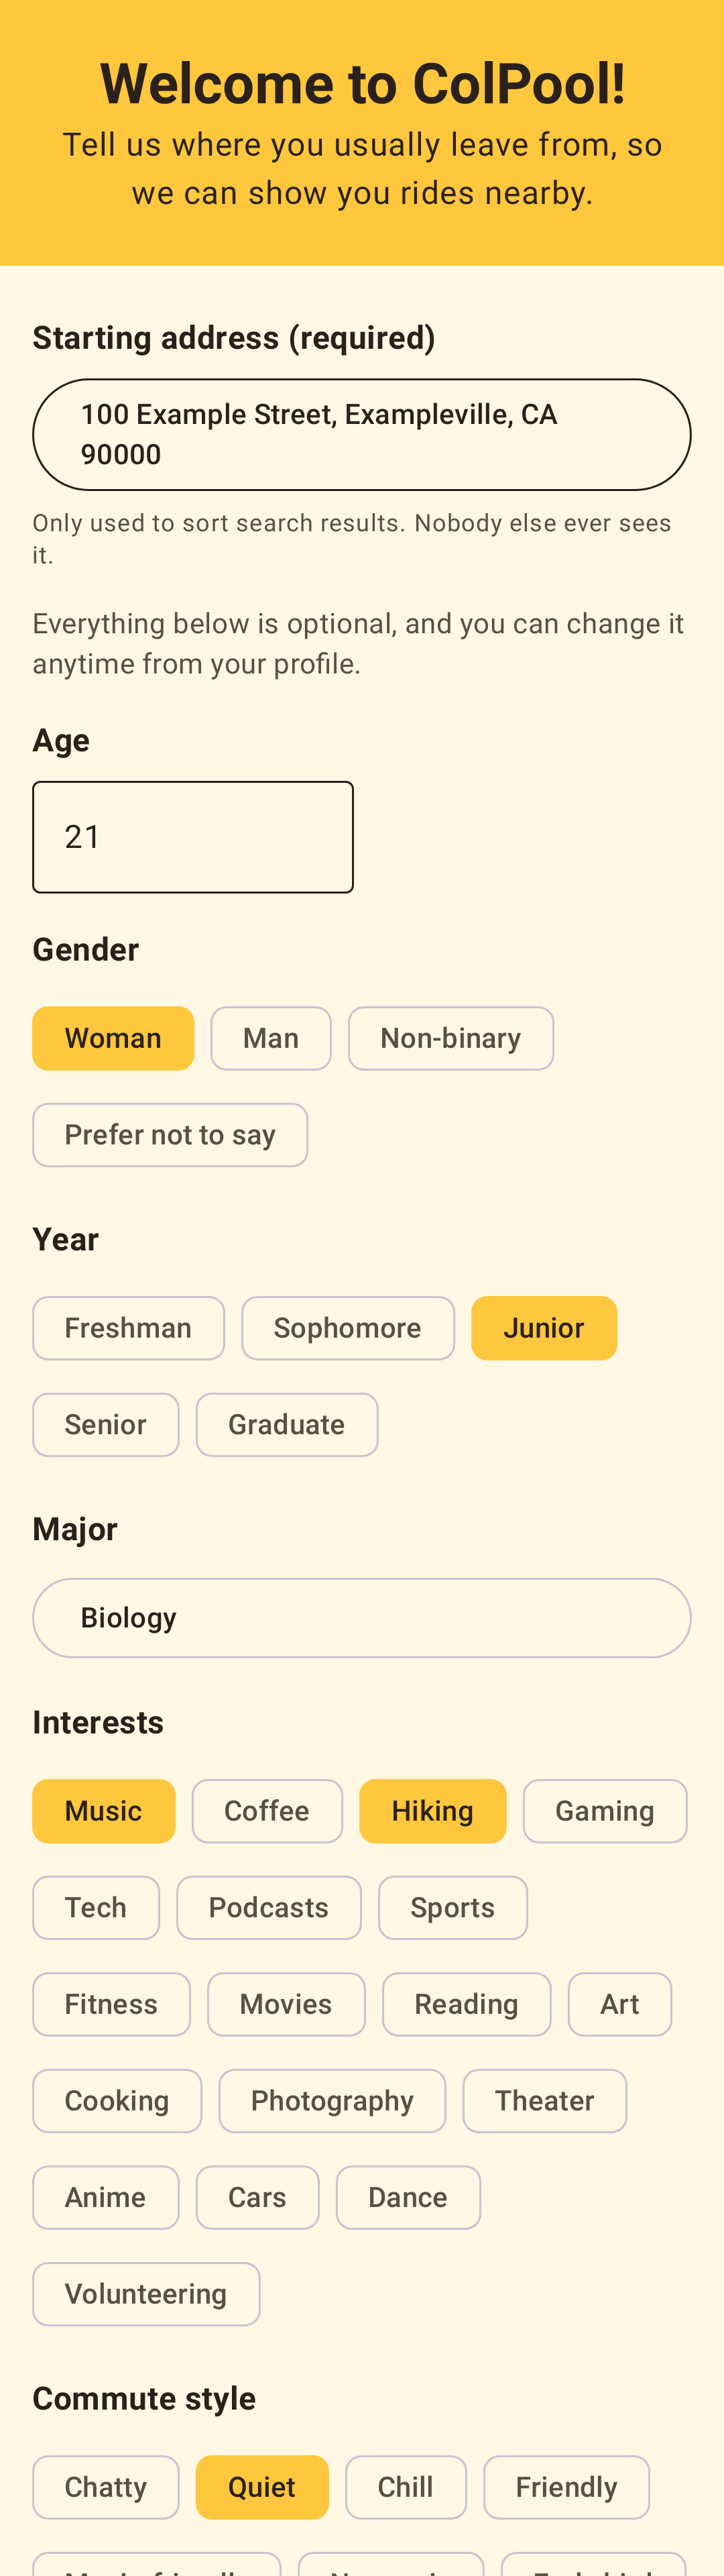 Welcome to ColPool!
Tell us where you usually leave from, so
we can show you rides nearby.
Starting address (required)
100 Example Street, Exampleville, CA
90000
Only used to sort search results. Nobody else ever sees
it.
Everything below is optional, and you can change it
anytime from your profile.
Age
21
Gender
Woman Man Non-binary
Prefer not to say
Year
Freshman Sophomore Junior
Senior Graduate
Major
Biology
Interests
Music Coffee Hiking Gaming
Tech Podcasts Sports
Fitness Movies Reading Art
Cooking Photography Theater
Anime Cars Dance
Volunteering
Commute style
Chatty Quiet Chill Friendly